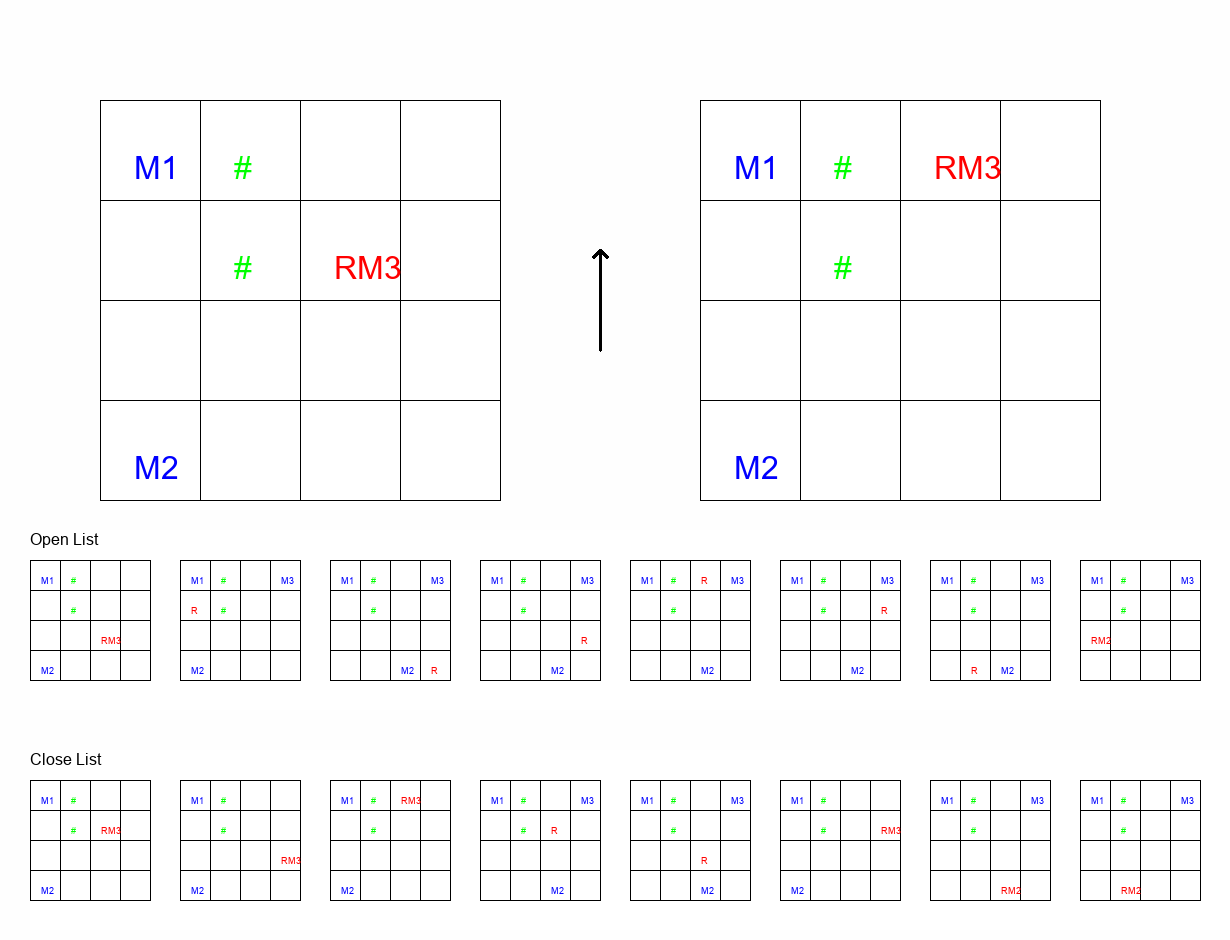 M1 # M1 # RM3
# RM3 #
M2 M2
Open List
M1 # M1 # M3 M1 # M3 M1 # M3 M1 # R M3 M1 # M3 M1 # M3 M1 # M3
# R # # # # # R # #
RM3 R RM2
M2 M2 M2 R M2 M2 M2 R M2
Close List
M1 # M1 # M1 # RM3 M1 # M3 M1 # M3 M1 # M1 # M3 M1 # M3
# RM3 # # # R # # RM3 # #
RM3 R
M2 M2 M2 M2 M2 M2 RM2 RM2